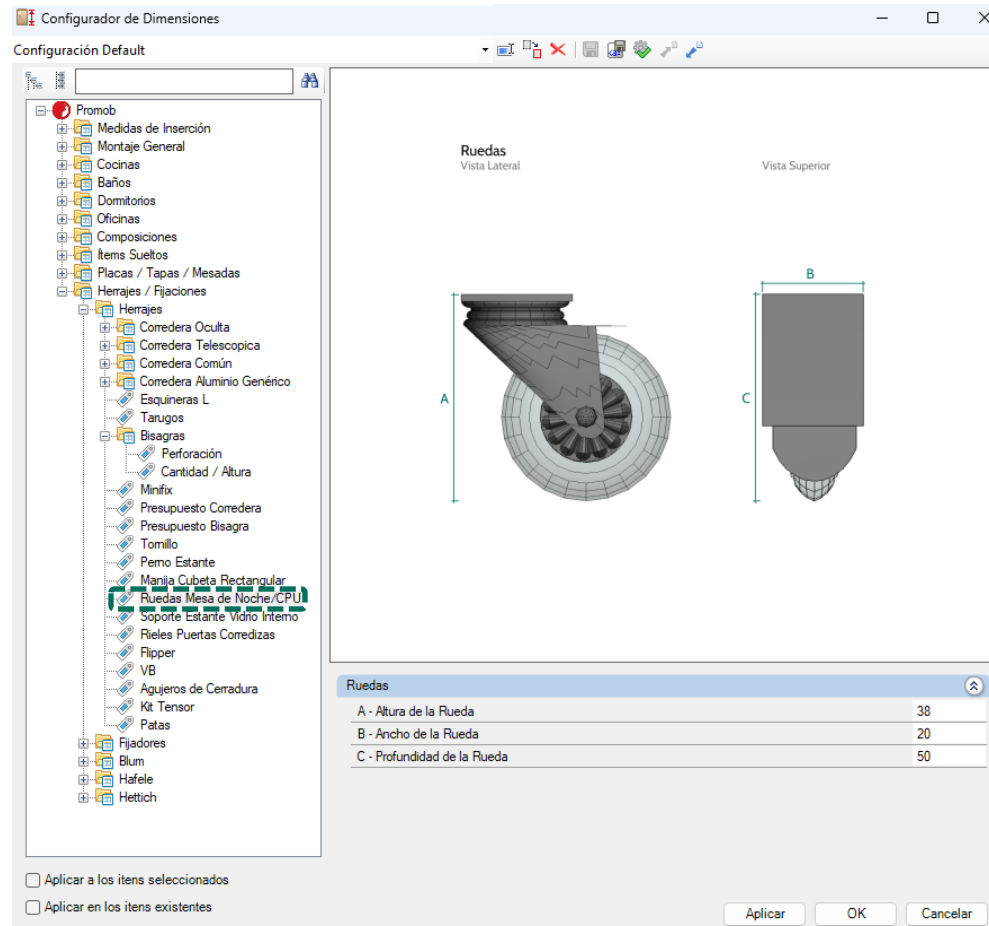 Configurador de Dimensiones
Configuración Default
Promob
Medidas de Inserción
Montaje General
Cocinas
Baños
Dormitorios
Oficinas
Composiciones
Ítems Sueltos
Placas / Tapas / Mesadas
Herrajes / Fijaciones
Herrajes
Corredera Oculta
Corredera Telescopica
Corredera Común
Corredera Aluminio Genérico
Esquineras L
Tarugos
Bisagras
Perforación
Cantidad / Altura
Minifix
Presupuesto Corredera
Presupuesto Bisagra
Tornillo
Perno Estante
Manija Cubeta Rectangular
Ruedas Mesa de Noche/CPU
Soporte Estante Vidrio Interno
Rieles Puertas Corredizas
Flipper
VB
Agujeros de Cerradura
Kit Tensor
Patas
Fijadores
Blum
Hafele
Hettich
Ruedas
Vista Lateral
Vista Superior
B
A
C
Ruedas
A - Altura de la Rueda 38
B - Ancho de la Rueda 20
C - Profundidad de la Rueda 50
Aplicar a los itens seleccionados
Aplicar en los itens existentes
Aplicar OK Cancelar